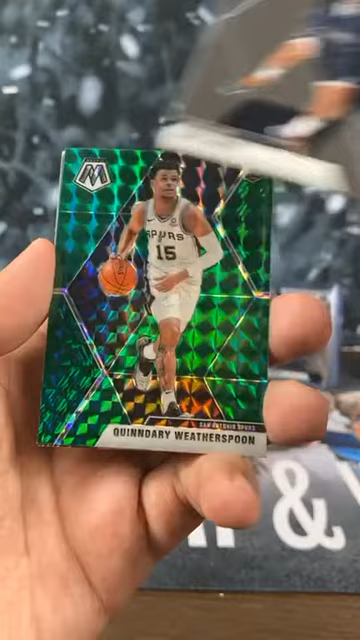 M
SPURS
15
SAN ANTONIO SPURS
QUINNDARY WEATHERSPOON
&